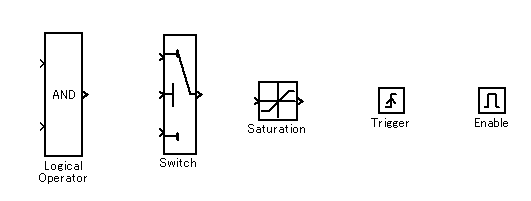 AND
Logical
Operator
Switch
Saturation
Trigger
Enable